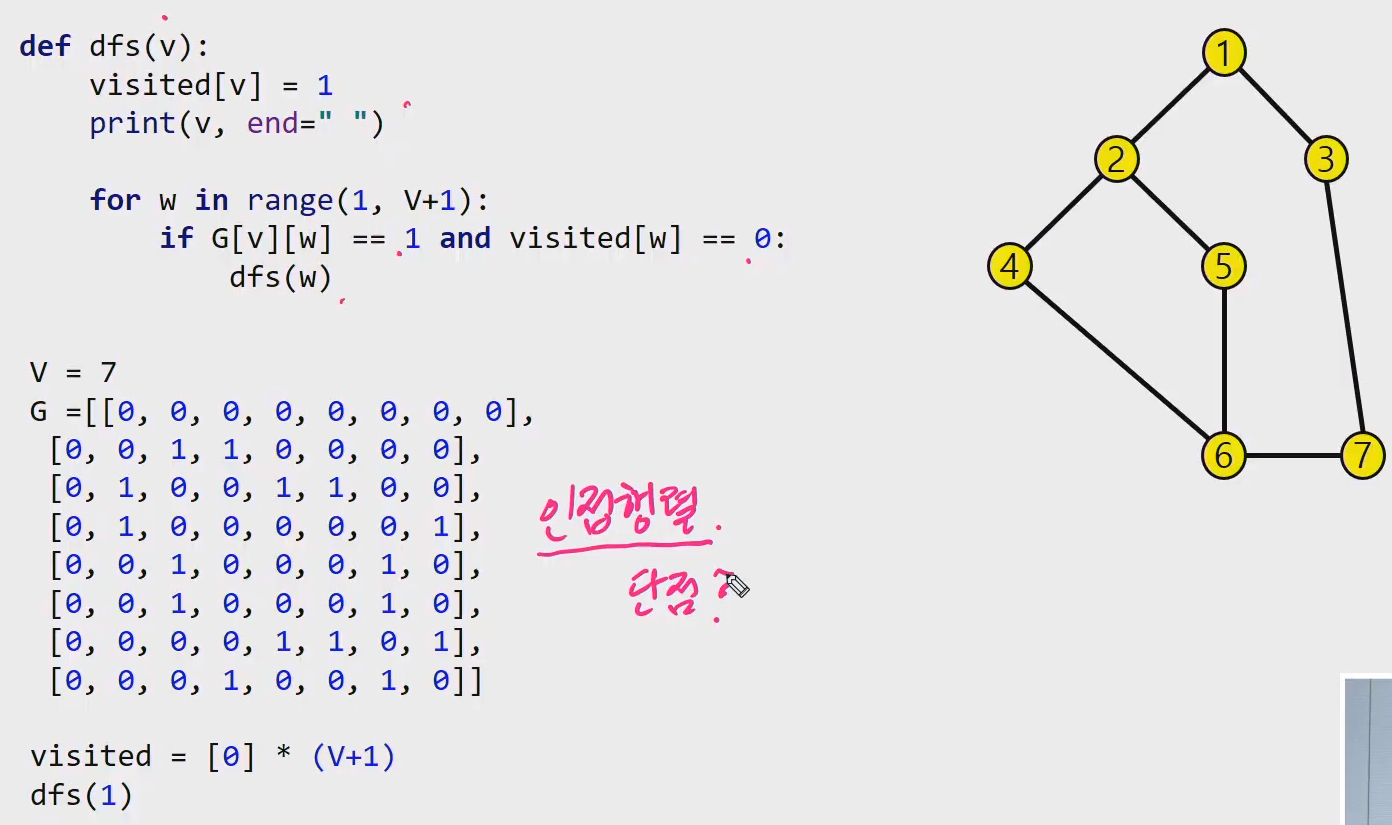 def dfs(v):
    visited[v] = 1
    print(v, end=" ")
    for w in range(1, V+1):
        if G[v][w] == 1 and visited[w] == 0:
            dfs(w)
V = 7
G =[[0, 0, 0, 0, 0, 0, 0, 0],
[0, 0, 1, 1, 0, 0, 0, 0],
[0, 1, 0, 0, 1, 1, 0, 0],
[0, 1, 0, 0, 0, 0, 0, 1],
[0, 0, 1, 0, 0, 0, 1, 0],
[0, 0, 1, 0, 0, 0, 1, 0],
[0, 0, 0, 0, 1, 1, 0, 1],
[0, 0, 0, 1, 0, 0, 1, 0]]
visited = [0] * (V+1)
dfs(1)
인접행렬.
단점?
1
2 3
4 5
6 7